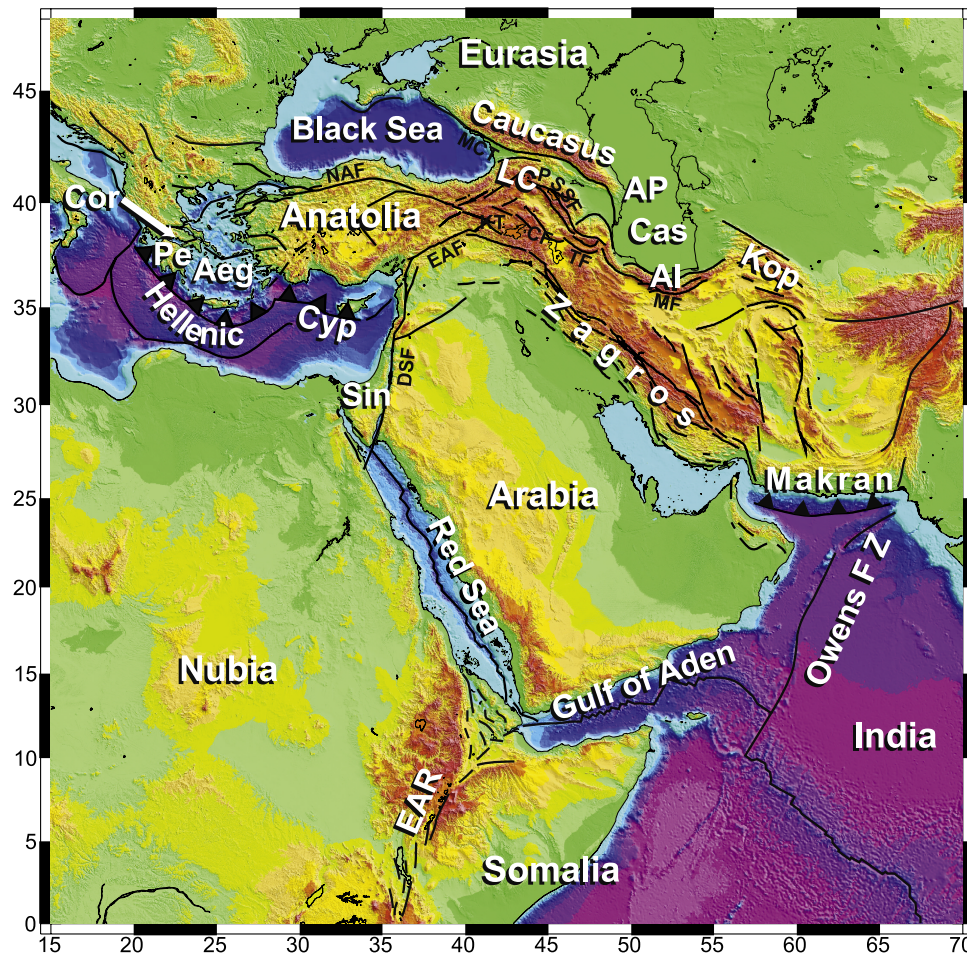 Eurasia
45
Black Sea
Caucasus
MC
LC
PSSF
NAF
AP
40
Cor
Anatolia
Cas
KT
CF
TF
Pe
Aeg
EAF
Al
Kop
MF
35
Hellenic
Cyp
Zagros
DSF
Sin
30
Makran
25
Arabia
Red Sea
Owens F Z
20
Nubia
15
Gulf of Aden
India
10
EAR
5
Somalia
0
15 20 25 30 35 40 45 50 55 60 65 70